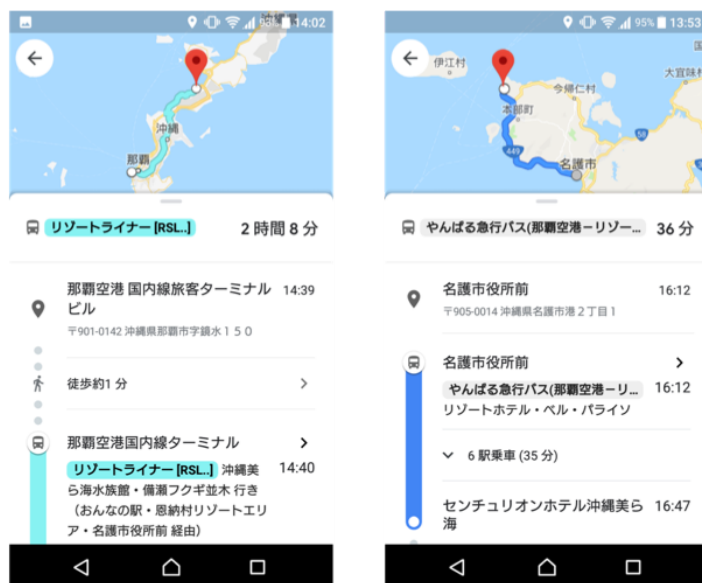 93% 14:02
沖縄
那覇
リゾートライナー [RSL..] 2 時間 8 分
那覇空港 国内線旅客ターミナル 14:39
ビル
〒901-0142 沖縄県那覇市字鏡水１５０
徒歩約1 分
那覇空港国内線ターミナル
リゾートライナー [RSL..] 沖縄美 14:40
ら海水族館・備瀬フクギ並木 行き
（おんなの駅・恩納村リゾートエリ
ア・名護市役所前 経由）
95% 13:53
伊江村
国
大宜味村
今帰仁村
本部町
58
449
名護市
やんばる急行バス(那覇空港－リゾー... 36 分
名護市役所前 16:12
〒905-0014 沖縄県名護市港２丁目１
名護市役所前
やんばる急行バス(那覇空港－リ... 16:12
リゾートホテル・ベル・パライソ
6 駅乗車 (35 分)
センチュリオンホテル沖縄美ら 16:47
海